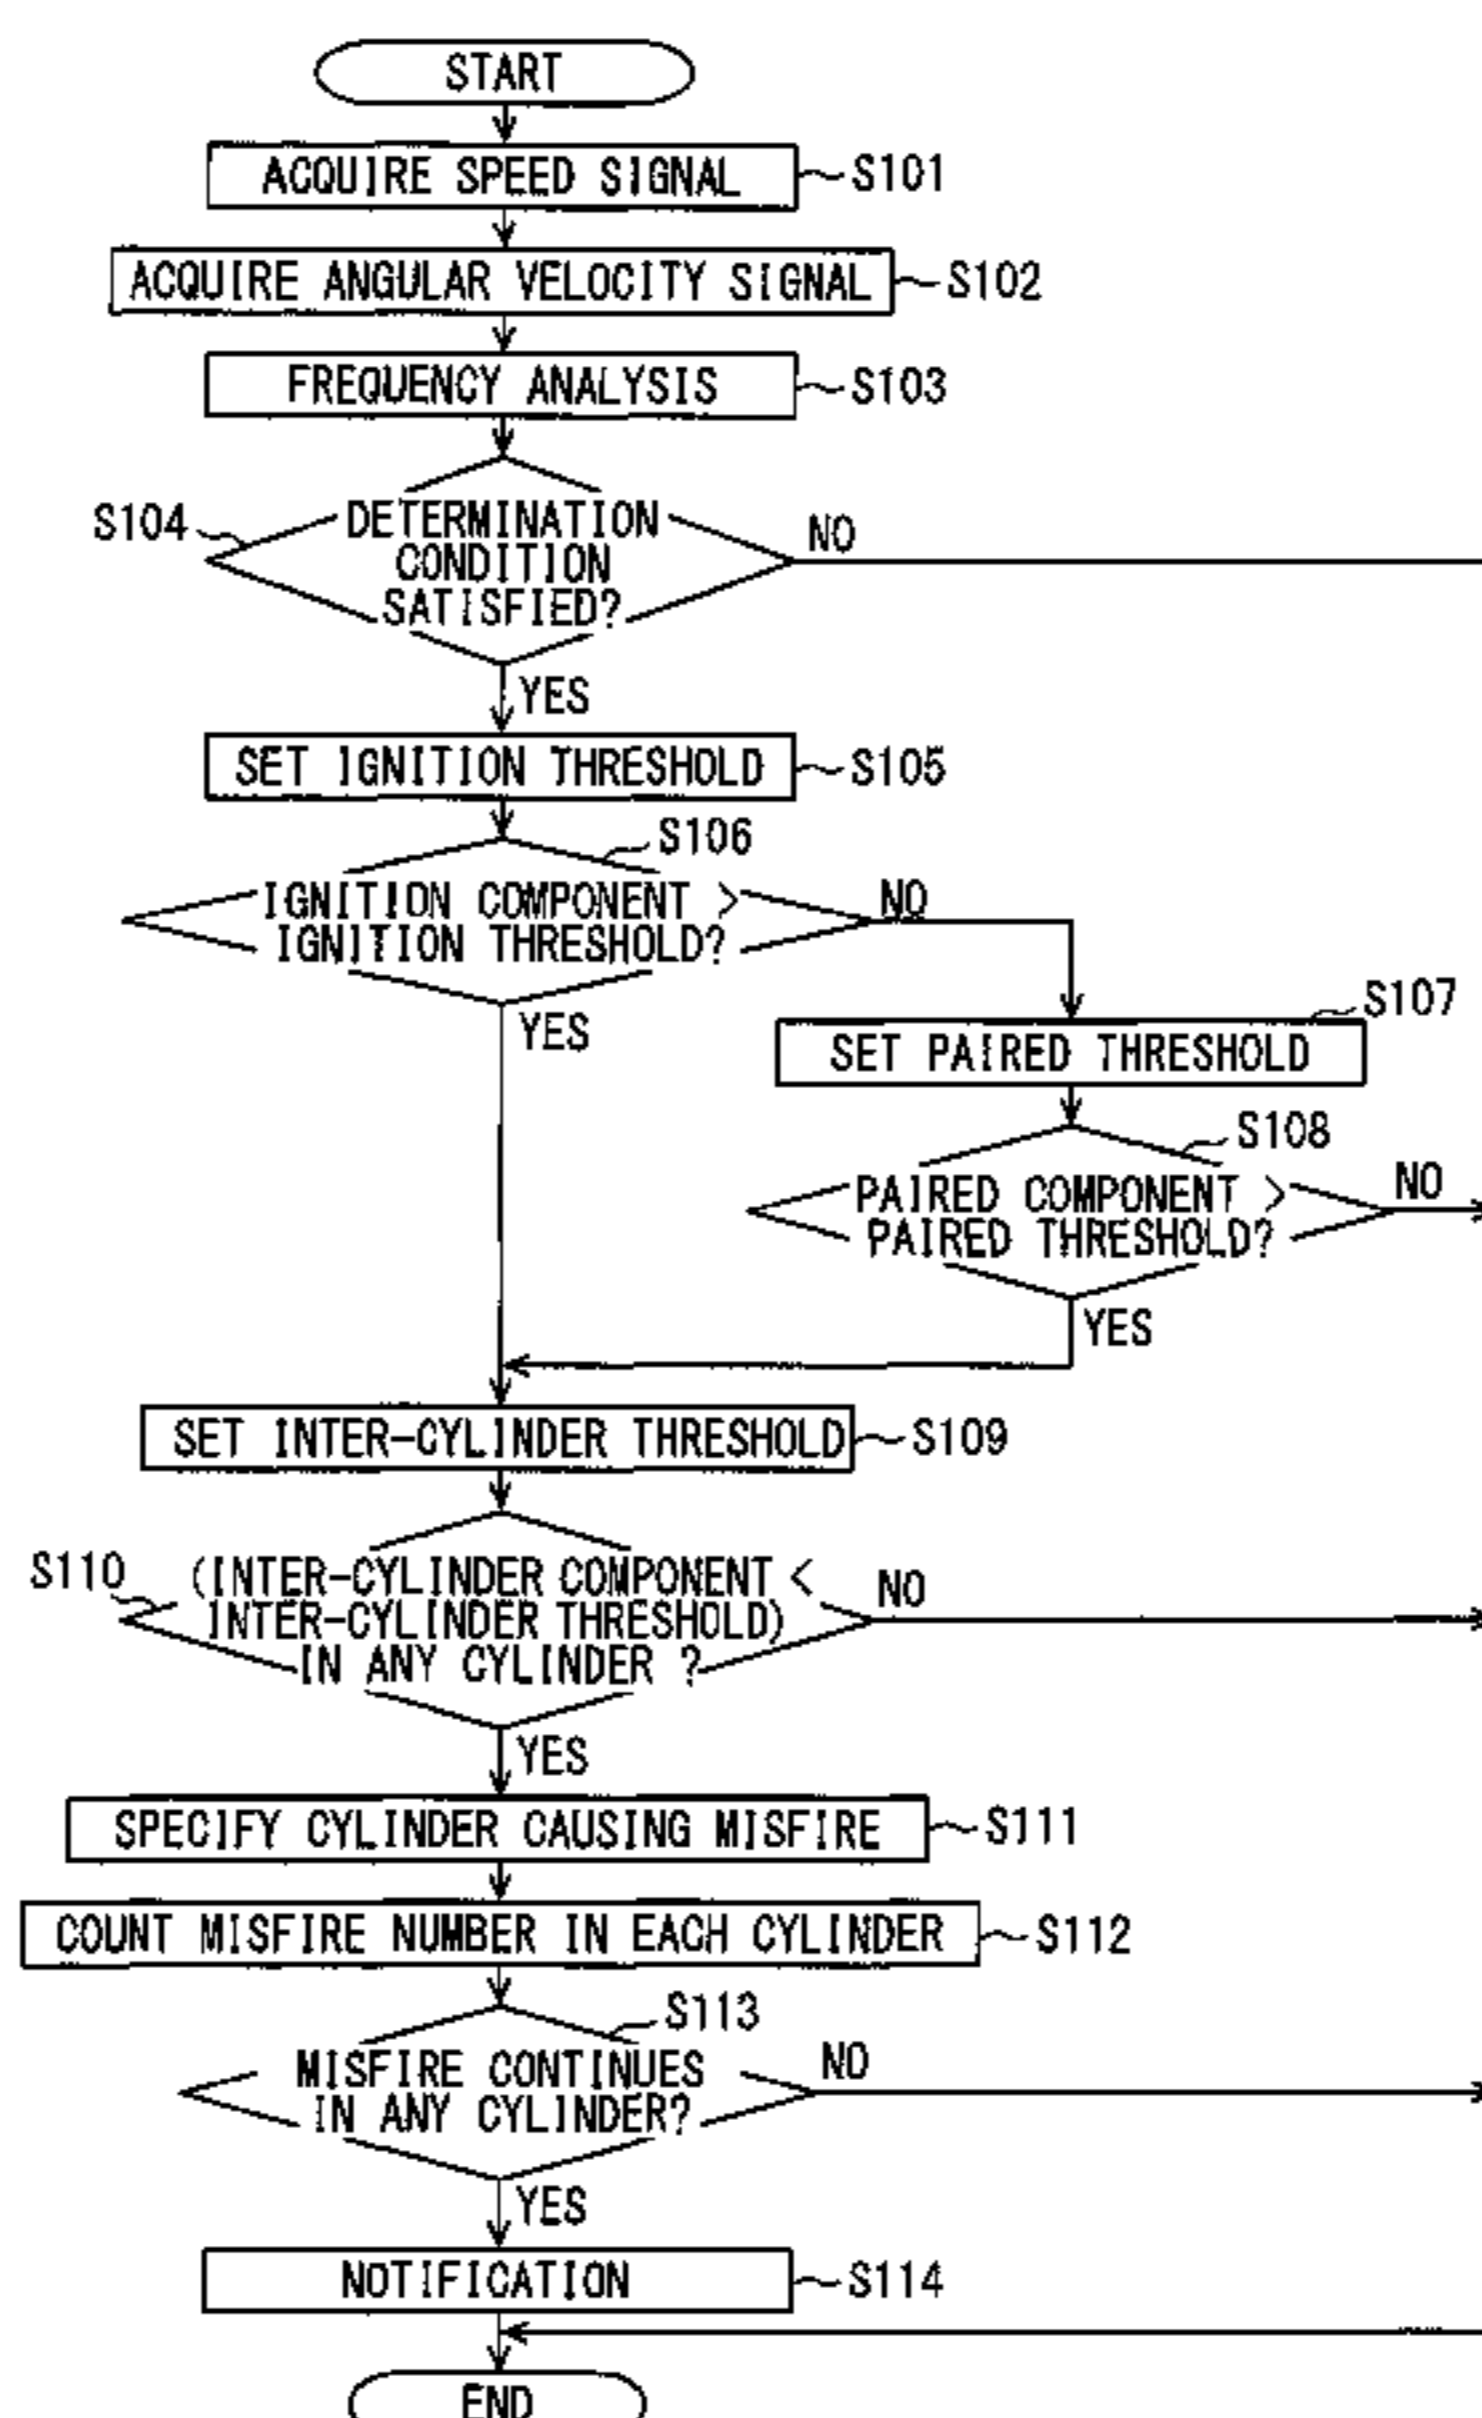 START
ACQUIRE SPEED SIGNAL
S101
ACQUIRE ANGULAR VELOCITY SIGNAL
S102
FREQUENCY ANALYSIS
S103
S104
DETERMINATION
CONDITION
SATISFIED?
NO
YES
SET IGNITION THRESHOLD
S105
S106
IGNITION COMPONENT >
IGNITION THRESHOLD?
NO
YES
S107
SET PAIRED THRESHOLD
S108
PAIRED COMPONENT >
PAIRED THRESHOLD?
NO
YES
SET INTER-CYLINDER THRESHOLD
S109
S110
(INTER-CYLINDER COMPONENT <
INTER-CYLINDER THRESHOLD)
IN ANY CYLINDER ?
NO
YES
SPECIFY CYLINDER CAUSING MISFIRE
S111
COUNT MISFIRE NUMBER IN EACH CYLINDER
S112
S113
MISFIRE CONTINUES
IN ANY CYLINDER?
NO
YES
NOTIFICATION
S114
END